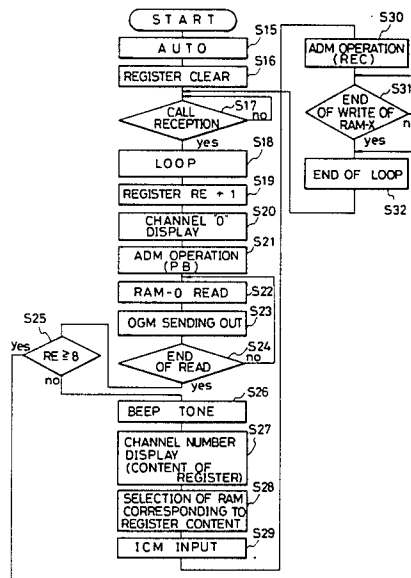 START
S15
AUTO
S16
REGISTER CLEAR
S17
CALL
RECEPTION
no
yes
S18
LOOP
S19
REGISTER RE + 1
S20
CHANNEL "0"
DISPLAY
S21
ADM OPERATION
(PB)
S22
RAM-0 READ
S23
OGM SENDING OUT
S24
END
OF READ
no
yes
S25
RE ≧ 8
yes
no
S26
BEEP TONE
S27
CHANNEL NUMBER
DISPLAY
(CONTENT OF
REGISTER)
S28
SELECTION OF RAM
CORRESPONDING TO
REGISTER CONTENT
S29
ICM INPUT
S30
ADM OPERATION
(REC)
S31
END
OF WRITE OF
RAM-X
yes
END OF LOOP
S32